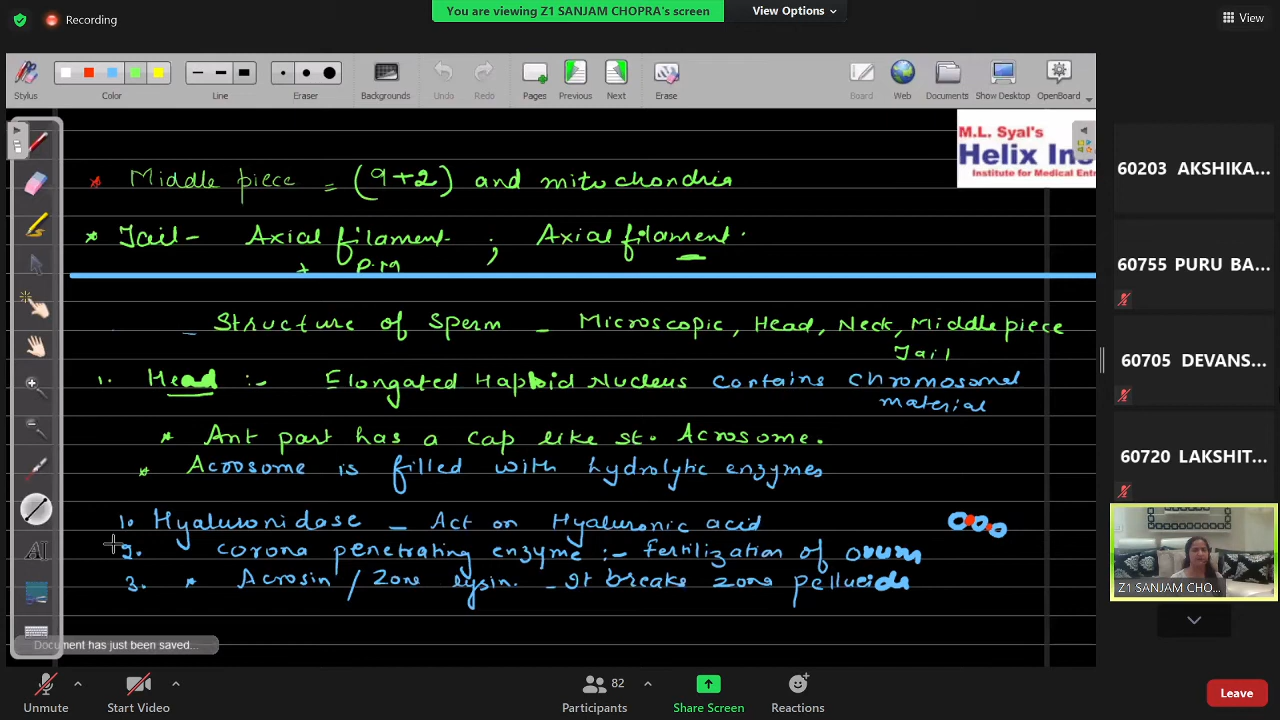 Recording
You are viewing Z1 SANJAM CHOPRA's screen
View Options
View
Stylus
Color
Line
Eraser
Backgrounds
Undo
Redo
Pages
Previous
Next
Erase
Board
Web
Documents
Show Desktop
OpenBoard
M.L. Syal's
Helix Ins
Institute for Medical Entr
* Middle piece = (9+2) and mitochondria
* Tail - Axial filament ; Axial filament.
+ P.M
- Structure of Sperm - Microscopic, Head, Neck, Middle piece
Tail
1. Head :- Elongated Haploid Nucleus contains chromosomal
material
* Ant part has a cap like st. Acrosome.
* Acrosome is filled with hydrolytic enzymes
1. Hyaluronidase - Act on Hyaluronic acid
2. corona penetrating enzyme :- fertilization of ovum
3. * Acrosin / Zona lysin. - It breaks zona pellucida
Document has just been saved...
60203 AKSHIKA...
60755 PURU BA...
60705 DEVANS...
60720 LAKSHIT...
Z1 SANJAM CHO...
Unmute
Start Video
82
Participants
Share Screen
Reactions
Leave